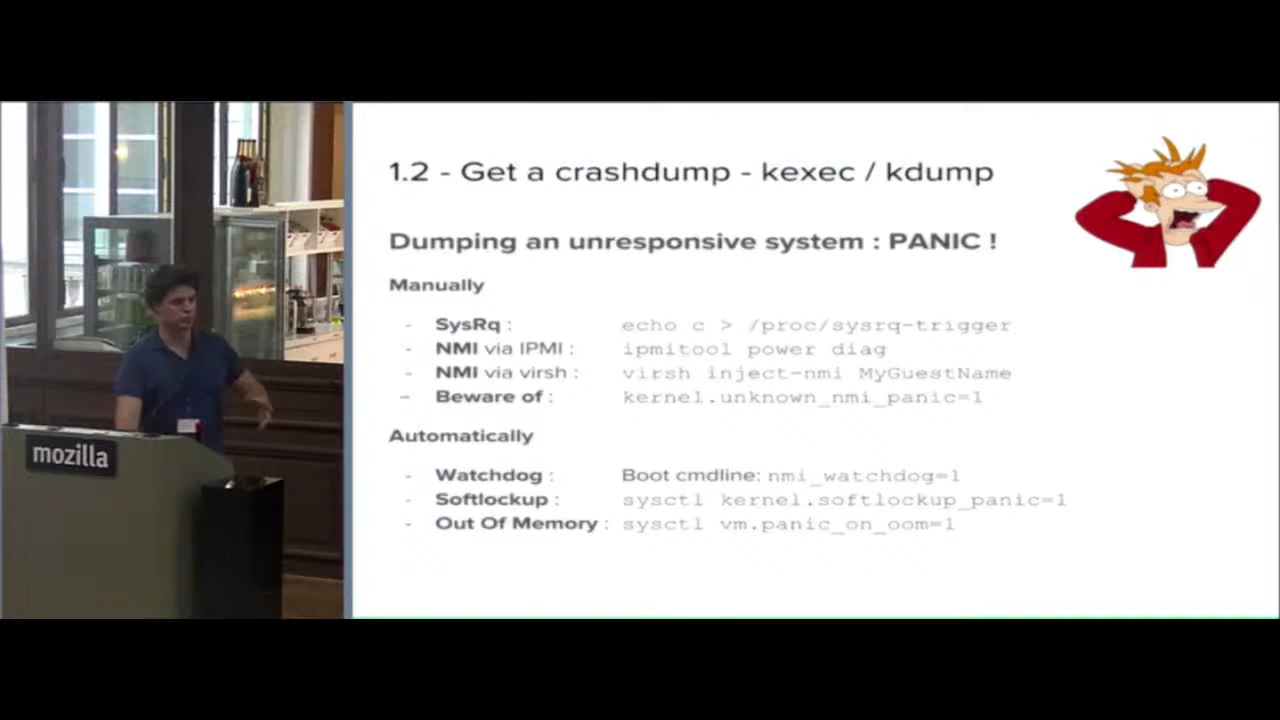 1.2 - Get a crashdump - kexec / kdump
Dumping an unresponsive system : PANIC !
Manually
- SysRq : echo c > /proc/sysrq-trigger
- NMI via IPMI : ipmitool power diag
- NMI via virsh : virsh inject-nmi MyGuestName
- Beware of : kernel.unknown_nmi_panic=1
Automatically
- Watchdog : Boot cmdline: nmi_watchdog=1
- Softlockup : sysctl kernel.softlockup_panic=1
- Out Of Memory : sysctl vm.panic_on_oom=1
mozilla